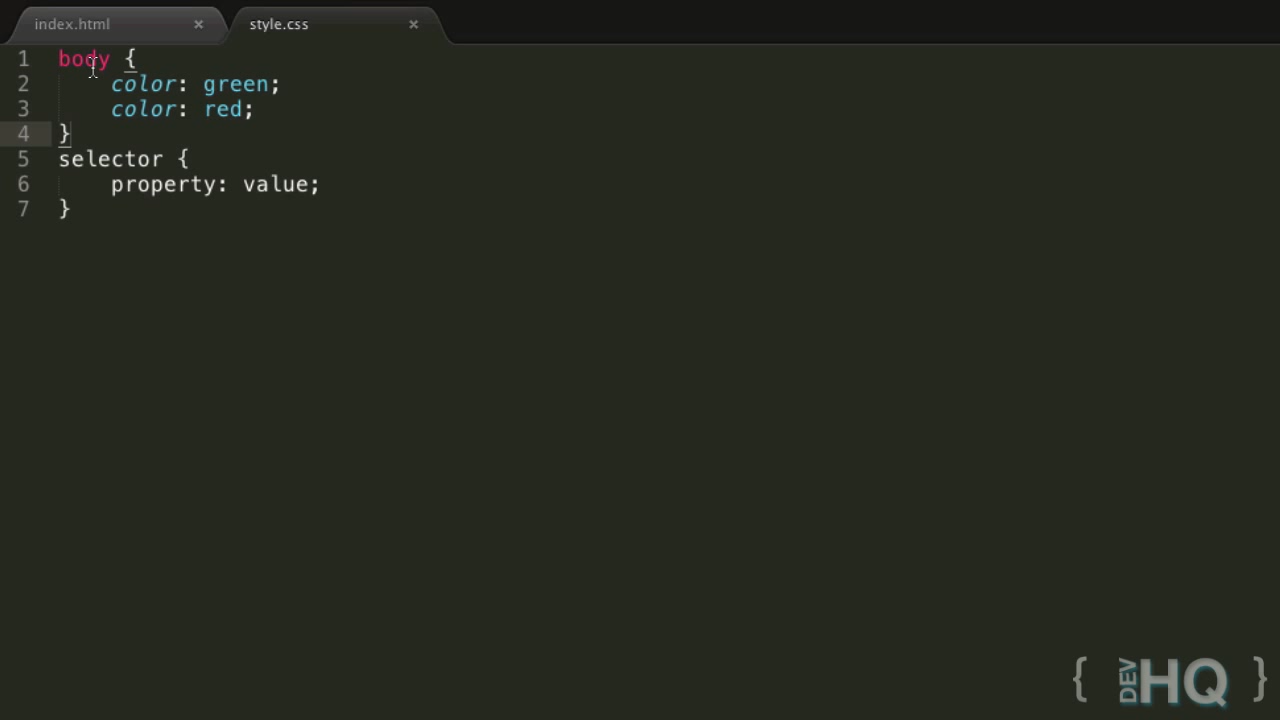 index.html × style.css ×
1 body {
2     color: green;
3     color: red;
4 }
5 selector {
6     property: value;
7 }
{ DEV HQ }